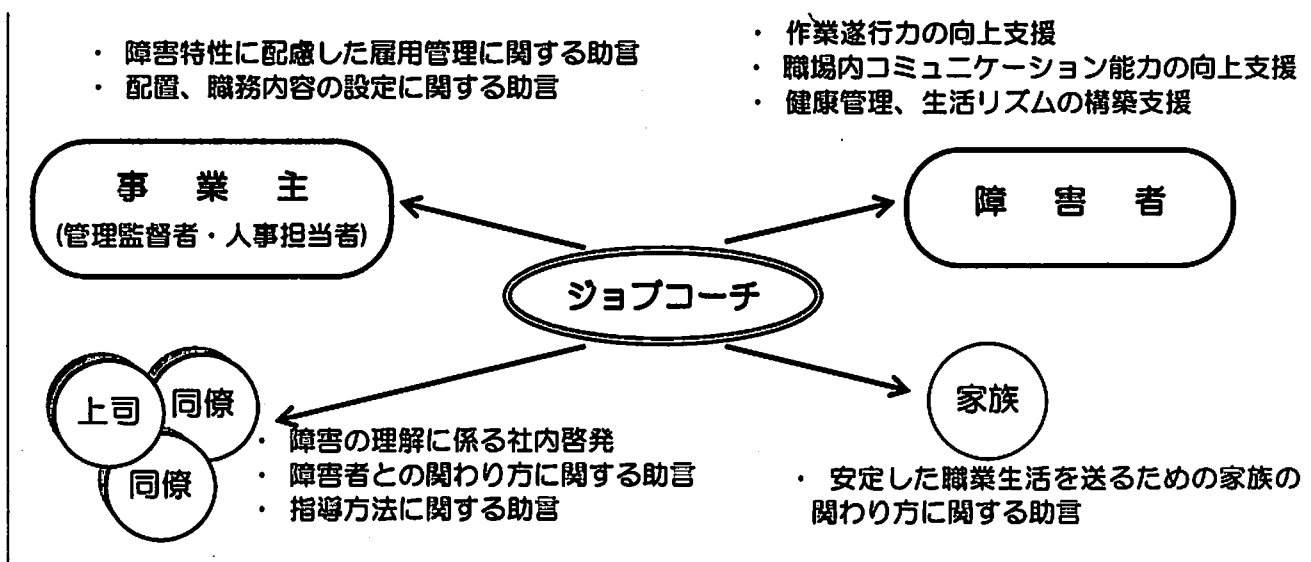 ・ 障害特性に配慮した雇用管理に関する助言
・ 配置、職務内容の設定に関する助言
・ 作業遂行力の向上支援
・ 職場内コミュニケーション能力の向上支援
・ 健康管理、生活リズムの構築支援
事 業 主
(管理監督者・人事担当者)
障 害 者
ジョブコーチ
上司
同僚
同僚
・ 障害の理解に係る社内啓発
・ 障害者との関わり方に関する助言
・ 指導方法に関する助言
家族
・ 安定した職業生活を送るための家族の
関わり方に関する助言